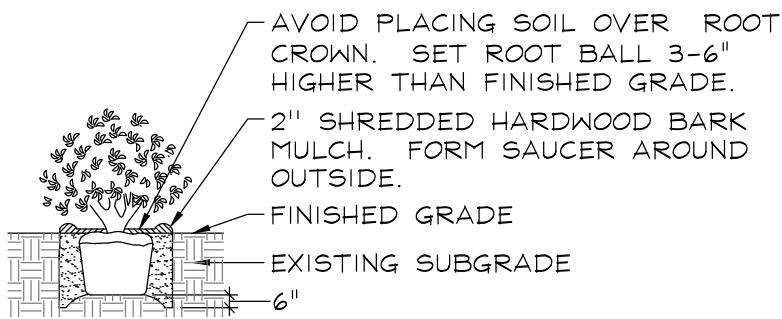 AVOID PLACING SOIL OVER ROOT
CROWN. SET ROOT BALL 3-6"
HIGHER THAN FINISHED GRADE.
2" SHREDDED HARDWOOD BARK
MULCH. FORM SAUCER AROUND
OUTSIDE.
FINISHED GRADE
EXISTING SUBGRADE
6"